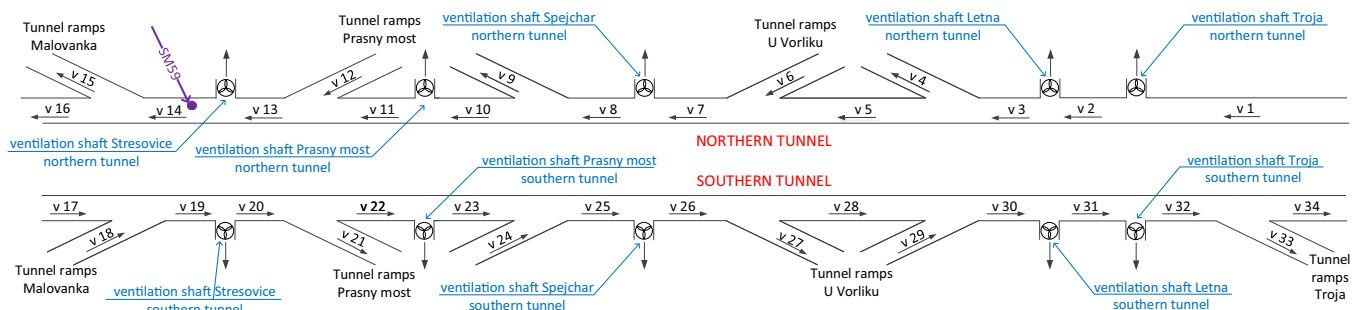 Tunnel ramps
Malovanka
SM59
ventilation shaft Spejchar
northern tunnel
Tunnel ramps
Prasny most
Tunnel ramps
U Vorliku
ventilation shaft Letna
northern tunnel
ventilation shaft Troja
northern tunnel
v 15
v 12
v 9
v 6
v 4
v 16
v 14
v 13
v 11
v 10
v 8
v 7
v 5
v 3
v 2
v 1
ventilation shaft Stresovice
northern tunnel
ventilation shaft Prasny most
northern tunnel
NORTHERN TUNNEL
ventilation shaft Prasny most
southern tunnel
SOUTHERN TUNNEL
ventilation shaft Troja
southern tunnel
v 17
v 19
v 20
v 22
v 23
v 25
v 26
v 28
v 30
v 31
v 32
v 34
v 18
v 21
v 24
v 27
v 29
v 33
Tunnel ramps
Malovanka
ventilation shaft Stresovice
southern tunnel
Tunnel ramps
Prasny most
ventilation shaft Spejchar
southern tunnel
Tunnel ramps
U Vorliku
ventilation shaft Letna
southern tunnel
Tunnel
ramps
Troja